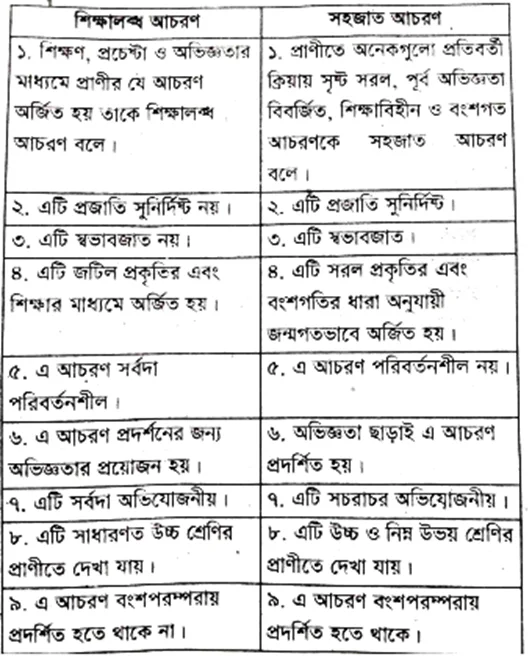 শিক্ষালব্ধ আচরণ
সহজাত আচরণ
১. শিক্ষণ, প্রচেষ্টা ও অভিজ্ঞতার
মাধ্যমে প্রাণীর যে আচরণ
অর্জিত হয় তাকে শিক্ষালব্ধ
আচরণ বলে।
১. প্রাণীতে অনেকগুলো প্রতিবর্তী
ক্রিয়ায় সৃষ্ট সরল, পূর্ব অভিজ্ঞতা
বিবর্জিত, শিক্ষাবিহীন ও বংশগত
আচরণকে সহজাত আচরণ
বলে।
২. এটি প্রজাতি সুনির্দিষ্ট নয়।
২. এটি প্রজাতি সুনির্দিষ্ট।
৩. এটি স্বভাবজাত নয়।
৩. এটি স্বভাবজাত।
৪. এটি জটিল প্রকৃতির এবং
শিক্ষার মাধ্যমে অর্জিত হয়।
৪. এটি সরল প্রকৃতির এবং
বংশগতির ধারা অনুযায়ী
জন্মগতভাবে অর্জিত হয়।
৫. এ আচরণ সর্বদা
পরিবর্তনশীল।
৫. এ আচরণ পরিবর্তনশীল নয়।
৬. এ আচরণ প্রদর্শনের জন্য
অভিজ্ঞতার প্রয়োজন হয়।
৬. অভিজ্ঞতা ছাড়াই এ আচরণ
প্রদর্শিত হয়।
৭. এটি সর্বদা অভিযোজনীয়।
৭. এটি সচরাচর অভিযোজনীয়।
৮. এটি সাধারণত উচ্চ শ্রেণির
প্রাণীতে দেখা যায়।
৮. এটি উচ্চ ও নিম্ন উভয় শ্রেণির
প্রাণীতে দেখা যায়।
৯. এ আচরণ বংশপরম্পরায়
প্রদর্শিত হতে থাকে না।
৯. এ আচরণ বংশপরম্পরায়
প্রদর্শিত হতে থাকে।